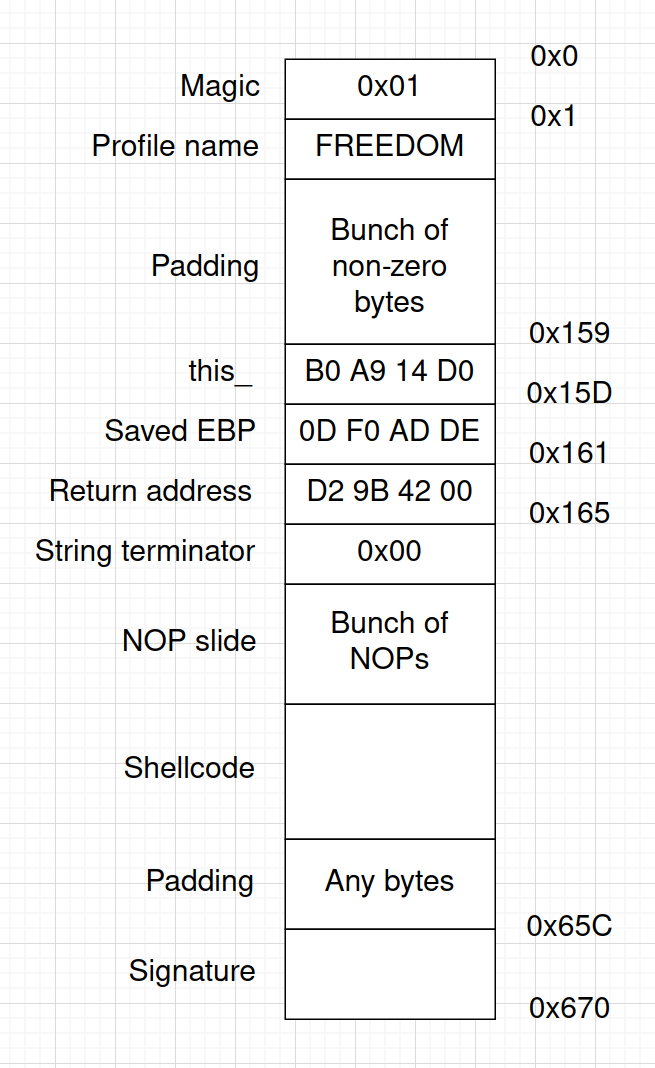 0x0
Magic
0x01
0x1
Profile name
FREEDOM
Padding
Bunch of
non-zero
bytes
0x159
this_
B0 A9 14 D0
0x15D
Saved EBP
0D F0 AD DE
0x161
Return address
D2 9B 42 00
0x165
String terminator
0x00
NOP slide
Bunch of
NOPs
Shellcode
Padding
Any bytes
0x65C
Signature
0x670